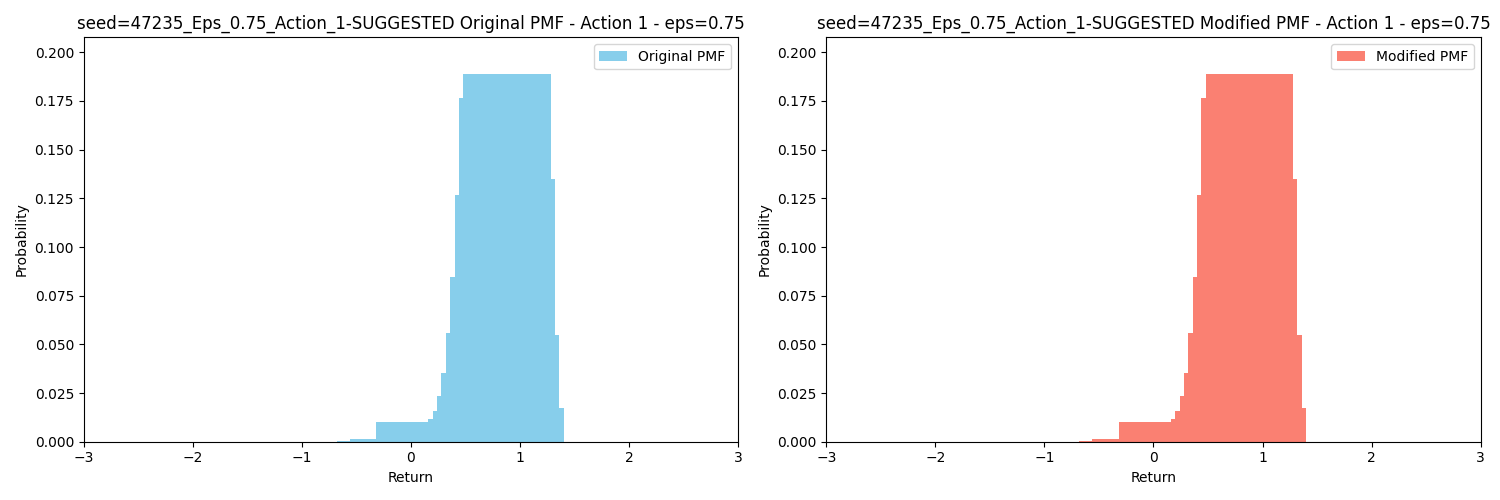 seed=47235_Eps_0.75_Action_1-SUGGESTED Original PMF - Action 1 - eps=0.75
Original PMF
0.200
0.175
0.150
0.125
0.100
0.075
0.050
0.025
0.000
Probability
−3 −2 −1 0 1 2 3
Return
seed=47235_Eps_0.75_Action_1-SUGGESTED Modified PMF - Action 1 - eps=0.75
Modified PMF
0.200
0.175
0.150
0.125
0.100
0.075
0.050
0.025
0.000
Probability
−3 −2 −1 0 1 2 3
Return